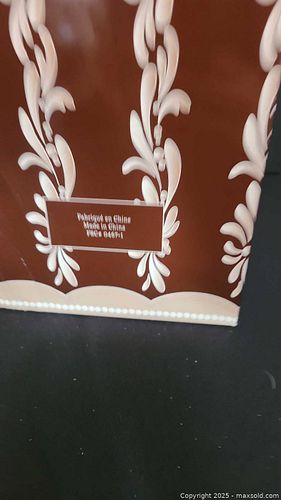 Fabriqué en Chine
Made in China
Copyright © 2025 - maxsold.com